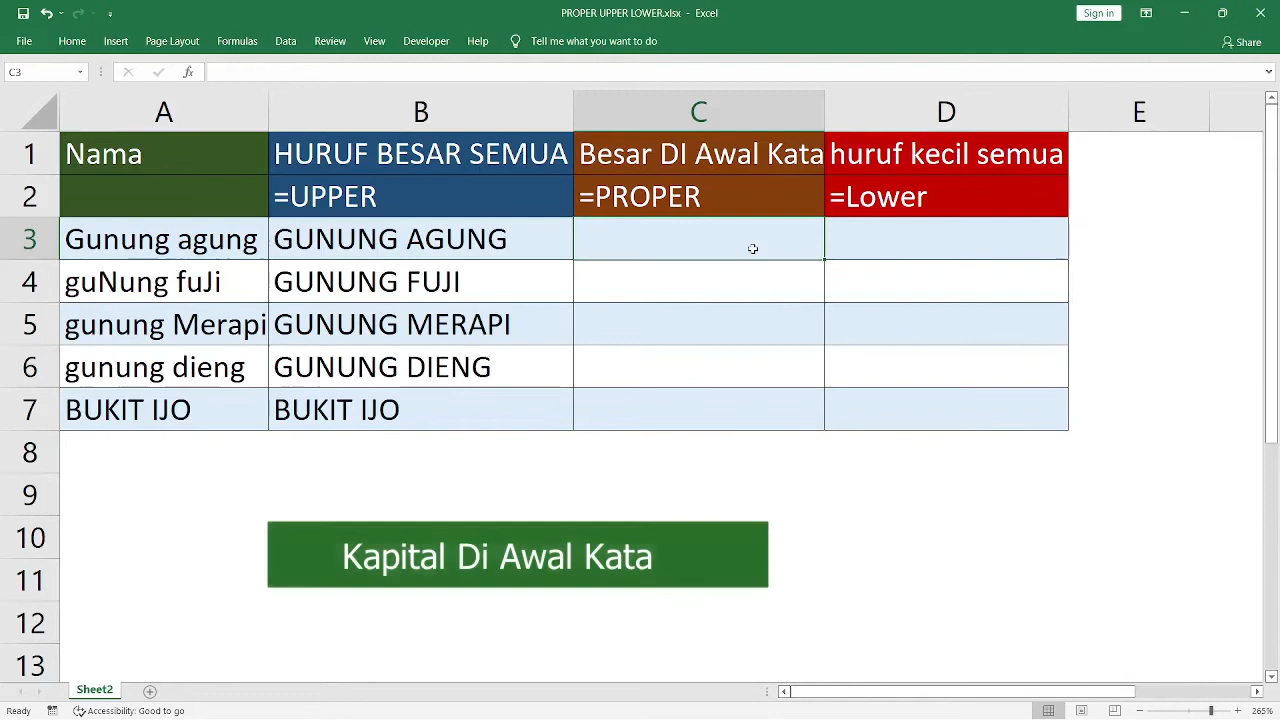 PROPER UPPER LOWER.xlsx - Excel
Sign in
File Home Insert Page Layout Formulas Data Review View Developer Help Tell me what you want to do Share
C3 fx
A B C D E
1 Nama HURUF BESAR SEMUA Besar DI Awal Kata huruf kecil semua
2 =UPPER =PROPER =Lower
3 Gunung agung GUNUNG AGUNG
4 guNung fuJi GUNUNG FUJI
5 gunung Merapi GUNUNG MERAPI
6 gunung dieng GUNUNG DIENG
7 BUKIT IJO BUKIT IJO
8
9
10
Kapital Di Awal Kata
11
12
13
Sheet2
Ready Accessibility: Good to go 265%